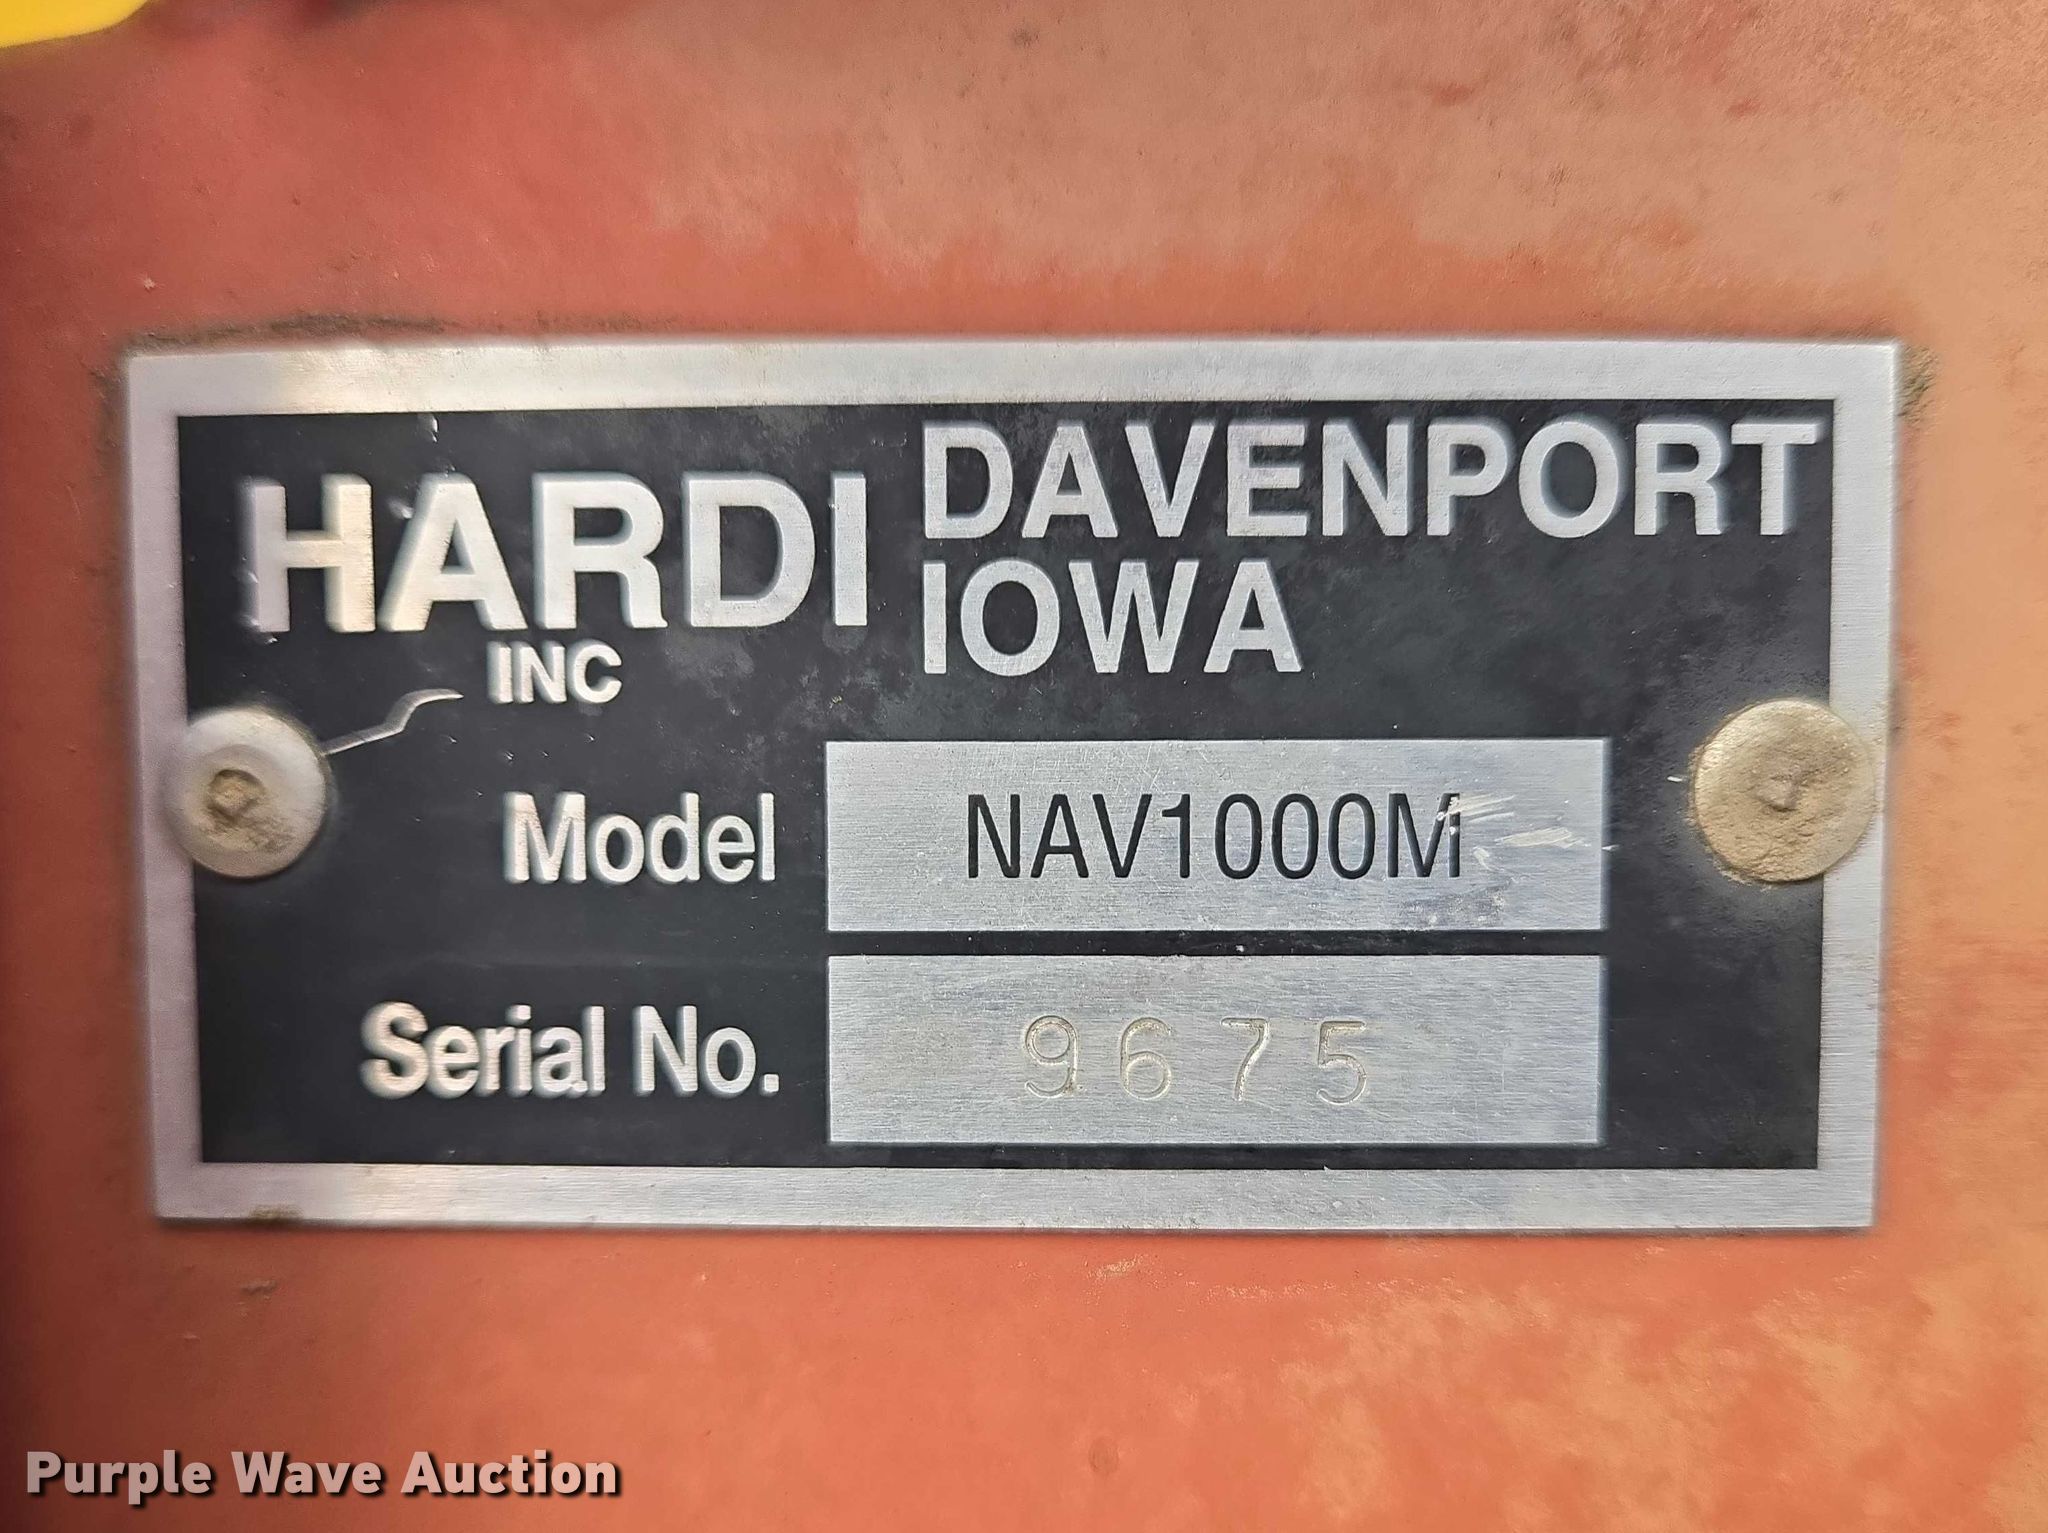 HARDI
INC
DAVENPORT
IOWA
Model NAV1000M
Serial No. 9675
Purple Wave Auction